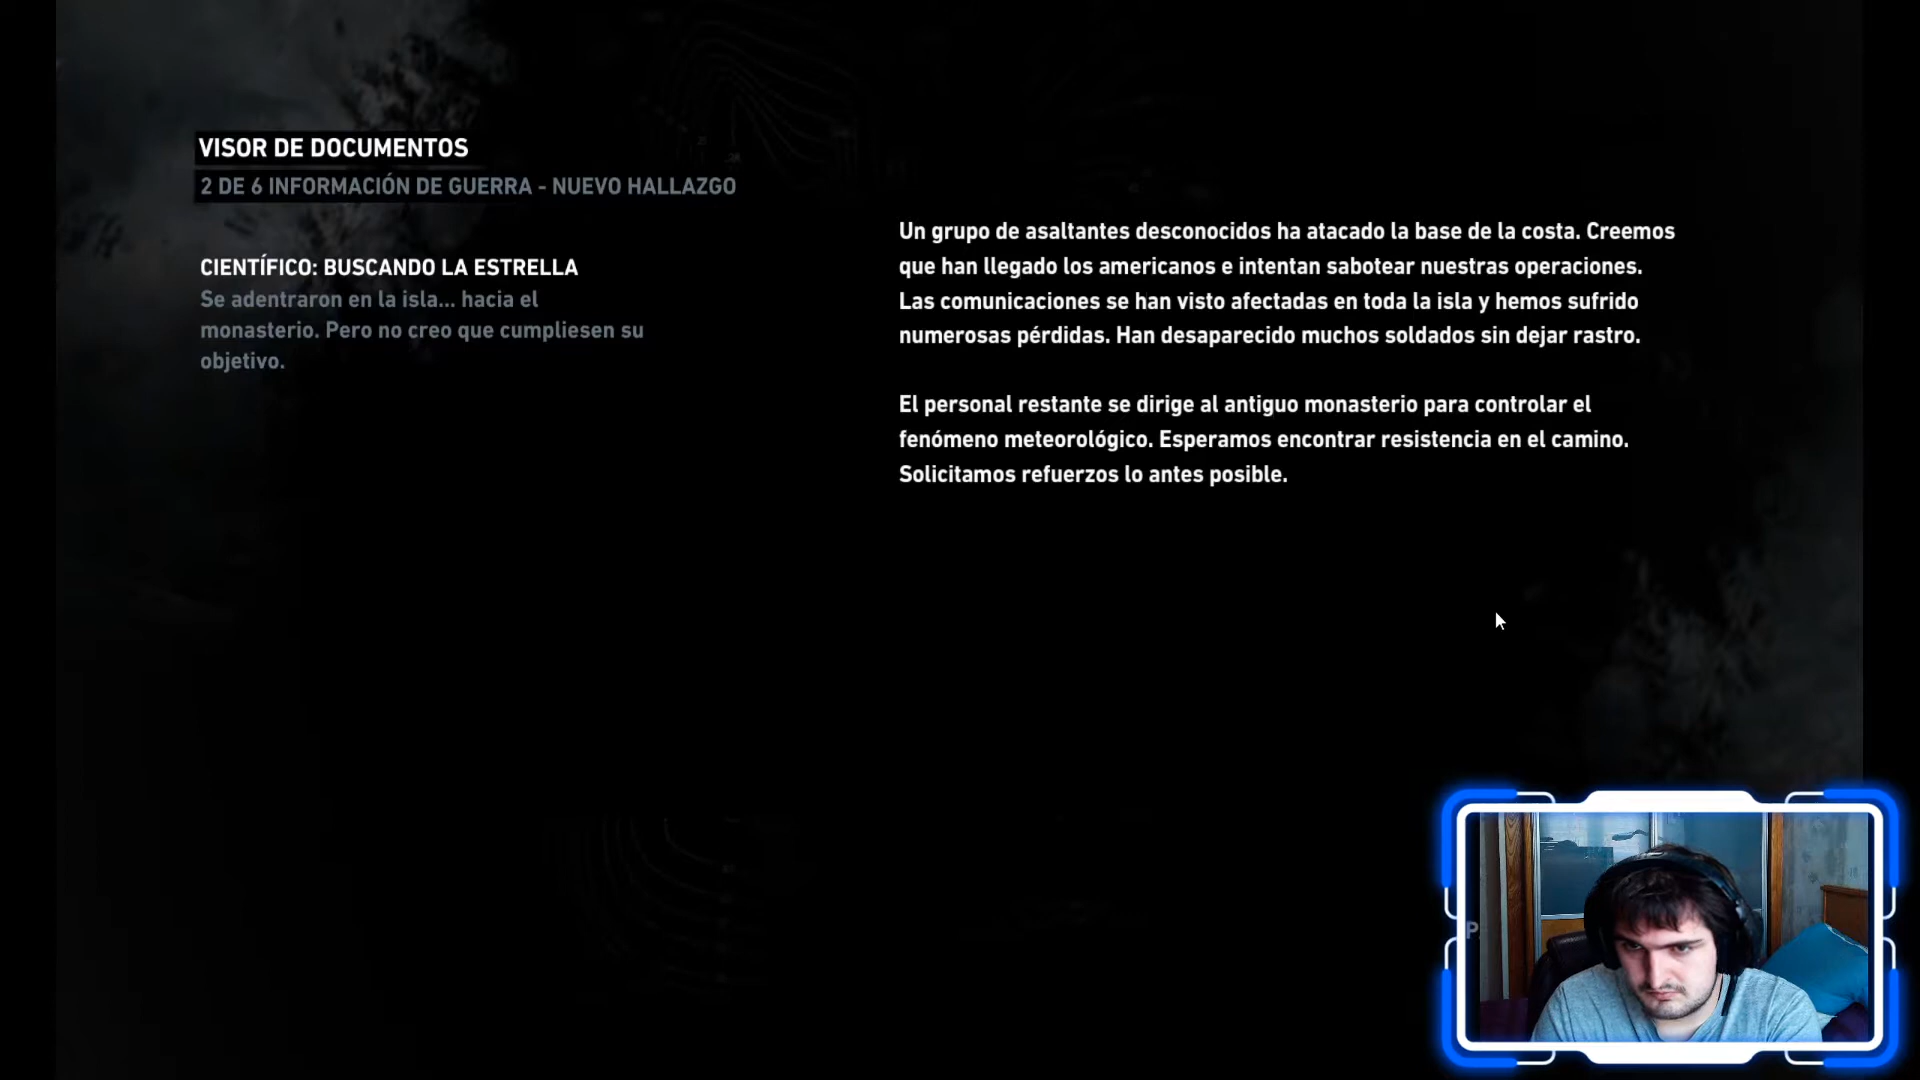 VISOR DE DOCUMENTOS
2 DE 6 INFORMACIÓN DE GUERRA - NUEVO HALLAZGO
CIENTÍFICO: BUSCANDO LA ESTRELLA
Se adentraron en la isla... hacia el
monasterio. Pero no creo que cumpliesen su
objetivo.
Un grupo de asaltantes desconocidos ha atacado la base de la costa. Creemos
que han llegado los americanos e intentan sabotear nuestras operaciones.
Las comunicaciones se han visto afectadas en toda la isla y hemos sufrido
numerosas pérdidas. Han desaparecido muchos soldados sin dejar rastro.
El personal restante se dirige al antiguo monasterio para controlar el
fenómeno meteorológico. Esperamos encontrar resistencia en el camino.
Solicitamos refuerzos lo antes posible.